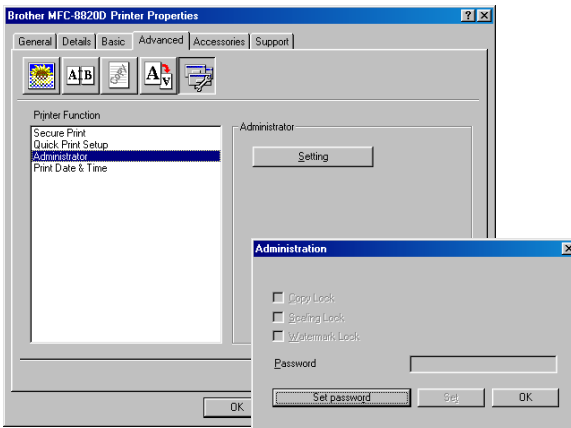 Brother MFC-8820D Printer Properties
General Details Basic Advanced Accessories Support
A B
A A
Printer Function
Secure Print
Quick Print Setup
Administrator
Print Date & Time
Administrator
Setting
OK
Administration
Copy Lock
Scaling Lock
Watermark Lock
Password
Set password Set OK